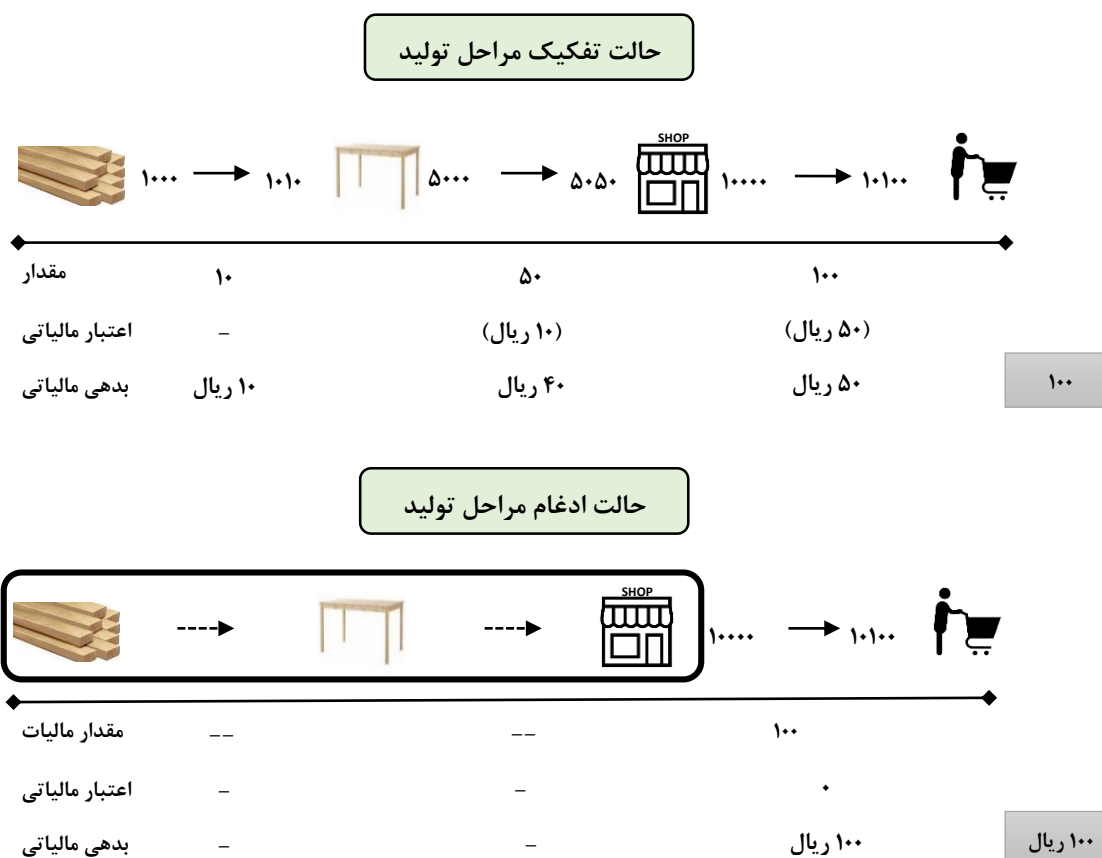 حالت تفکیک مراحل تولید
SHOP
۱۰۰۰ ۱۰۱۰ ۵۰۰۰ ۵۰۵۰ ۱۰۰۰۰ ۱۰۱۰۰
مقدار ۱۰ ۵۰ ۱۰۰
اعتبار مالیاتی – (۱۰ ریال) (۵۰ ریال)
بدهی مالیاتی ۱۰ ریال ۴۰ ریال ۵۰ ریال ۱۰۰
حالت ادغام مراحل تولید
SHOP
۱۰۰۰۰ ۱۰۱۰۰
مقدار مالیات -- -- ۱۰۰
اعتبار مالیاتی – – ۰
بدهی مالیاتی – – ۱۰۰ ریال ۱۰۰ ریال